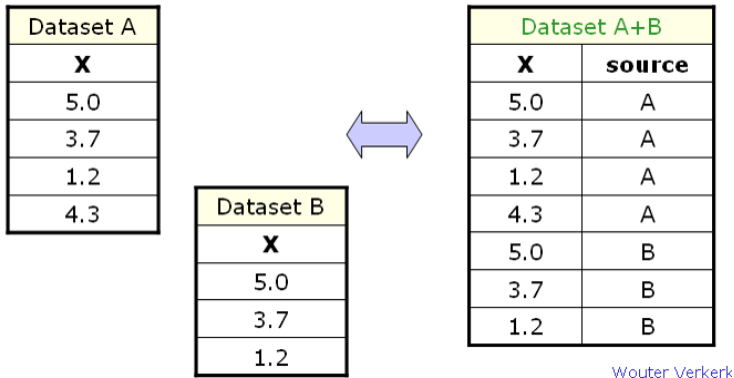 Dataset A
X
5.0
3.7
1.2
4.3
Dataset B
X
5.0
3.7
1.2
Dataset A+B
X source
5.0 A
3.7 A
1.2 A
4.3 A
5.0 B
3.7 B
1.2 B
Wouter Verkerk